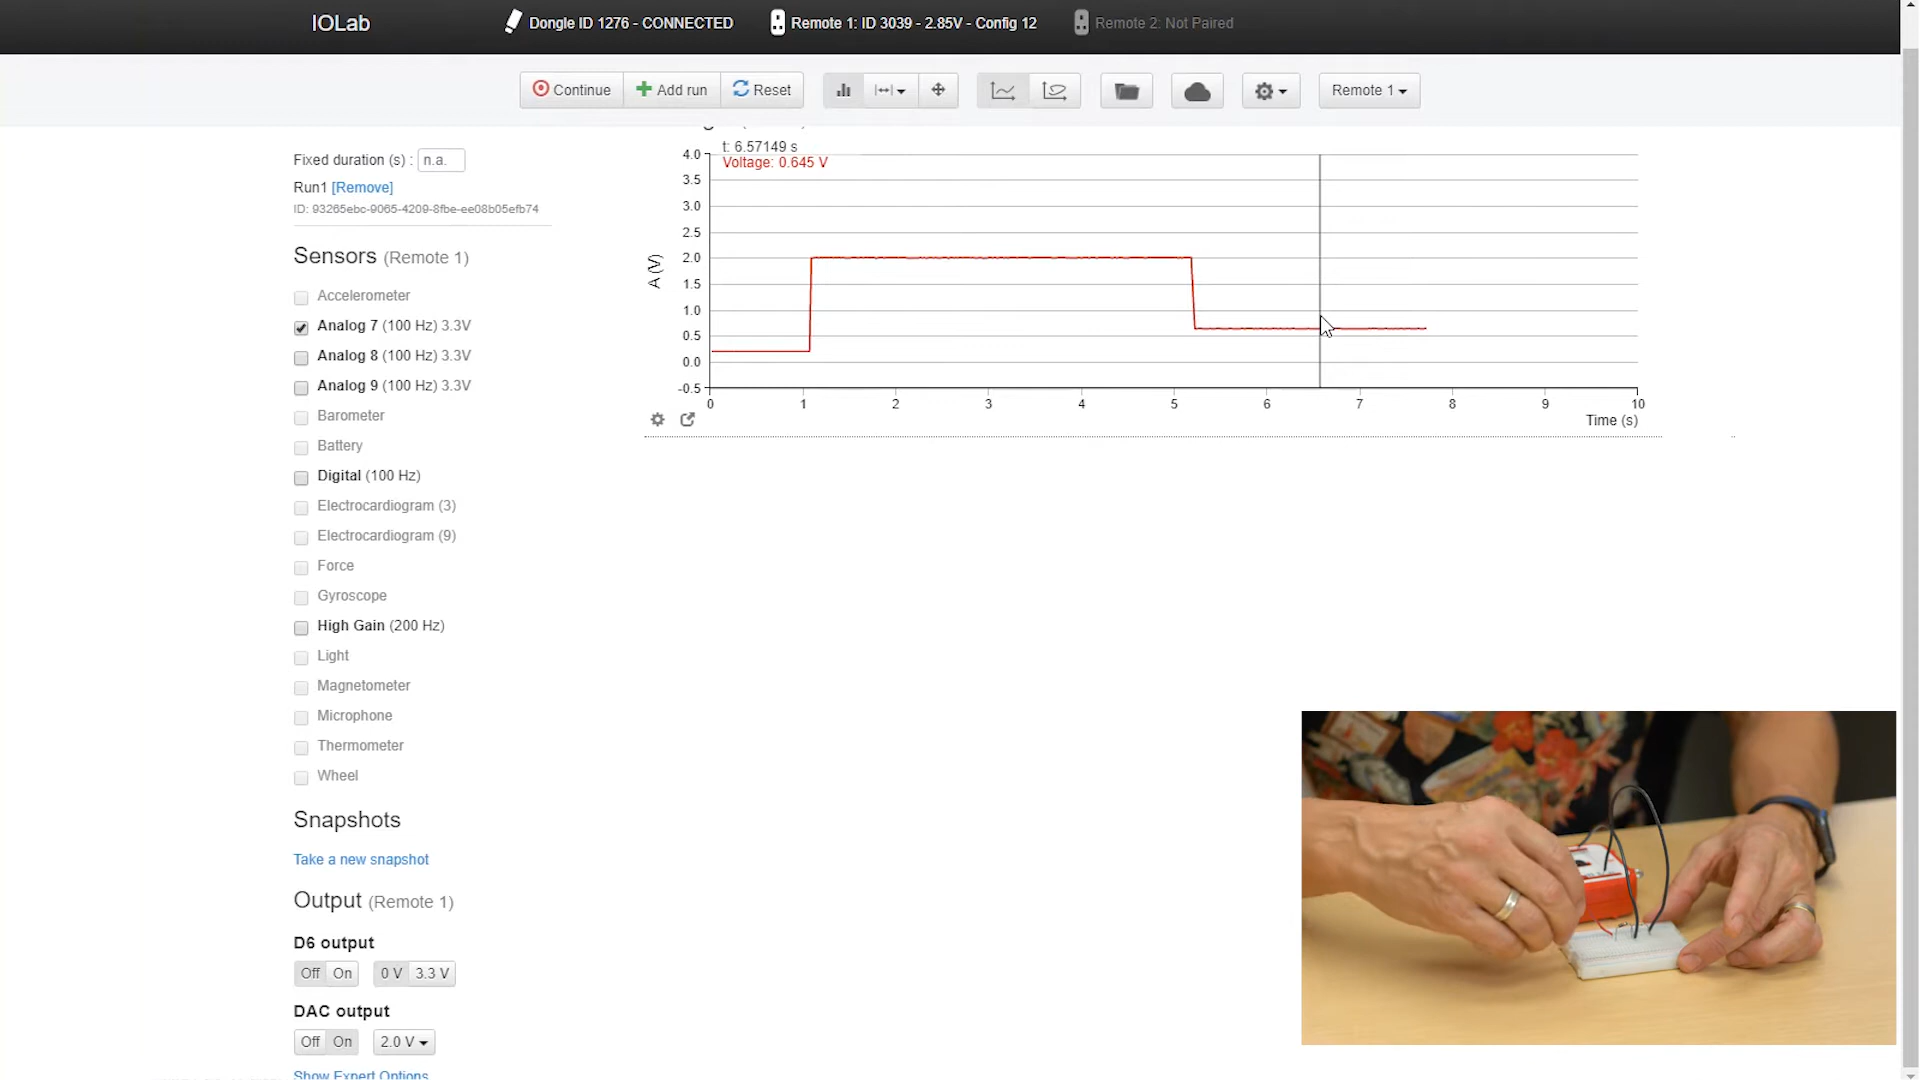 IOLab
Dongle ID 1276 - CONNECTED
Remote 1: ID 3039 - 2.85V - Config 12
Remote 2: Not Paired
Continue
Add run
Reset
Remote 1
Fixed duration (s) : n.a.
Run1 [Remove]
ID: 93265ebc-9065-4209-8fbe-ee08b05efb74
Sensors (Remote 1)
Accelerometer
Analog 7 (100 Hz) 3.3V
Analog 8 (100 Hz) 3.3V
Analog 9 (100 Hz) 3.3V
Barometer
Battery
Digital (100 Hz)
Electrocardiogram (3)
Electrocardiogram (9)
Force
Gyroscope
High Gain (200 Hz)
Light
Magnetometer
Microphone
Thermometer
Wheel
Snapshots
Take a new snapshot
Output (Remote 1)
D6 output
Off On 0 V 3.3 V
DAC output
Off On 2.0 V
Show Expert Options
t: 6.57149 s
Voltage: 0.645 V
A (V)
4.0
3.5
3.0
2.5
2.0
1.5
1.0
0.5
0.0
-0.5
0 1 2 3 4 5 6 7 8 9 10
Time (s)